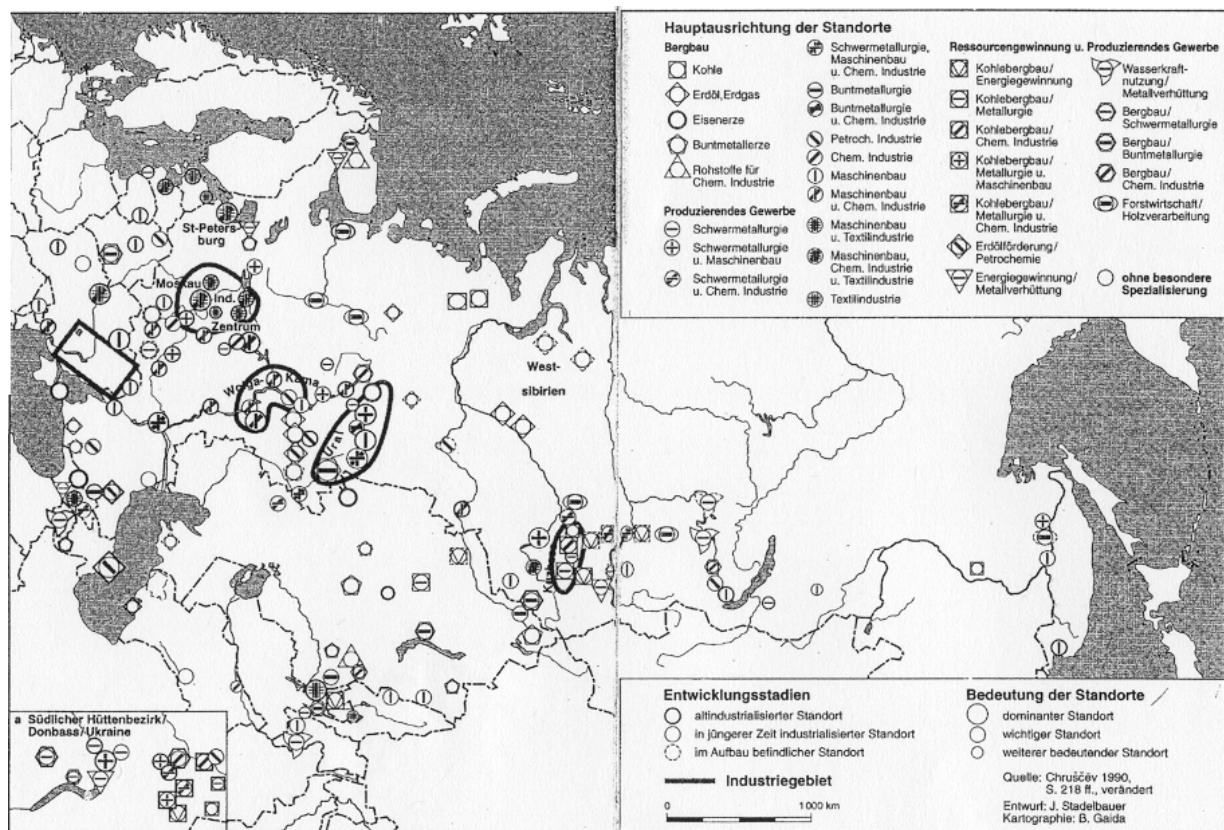 St-Peters-
burg
Moskau
Ind.
Zentrum
Wolga-
Kama
Ural
West-
sibirien
a
a Südlicher Hüttenbezirk/
Donbass/Ukraine
Hauptausrichtung der Standorte
Bergbau
Kohle
Erdöl, Erdgas
Eisenerze
Buntmetallerze
Rohstoffe für
Chem. Industrie
Produzierendes Gewerbe
Schwermetallurgie
Schwermetallurgie
u. Maschinenbau
Schwermetallurgie
u. Chem. Industrie
Schwermetallurgie,
Maschinenbau
u. Chem. Industrie
Buntmetallurgie
Buntmetallurgie
u. Chem. Industrie
Petroch. Industrie
Chem. Industrie
Maschinenbau
Maschinenbau
u. Chem. Industrie
Maschinenbau
u. Textilindustrie
Maschinenbau,
Chem. Industrie
u. Textilindustrie
Textilindustrie
Ressourcengewinnung u. Produzierendes Gewerbe
Kohlebergbau/
Energiegewinnung
Kohlebergbau/
Metallurgie
Kohlebergbau/
Chem. Industrie
Kohlebergbau/
Metallurgie u.
Maschinenbau
Kohlebergbau/
Metallurgie u.
Chem. Industrie
Erdölförderung/
Petrochemie
Energiegewinnung/
Metallverhüttung
Wasserkraft-
nutzung/
Metallverhüttung
Bergbau/
Schwermetallurgie
Bergbau/
Buntmetallurgie
Bergbau/
Chem. Industrie
Forstwirtschaft/
Holzverarbeitung
ohne besondere
Spezialisierung
Entwicklungsstadien
altindustrialisierter Standort
in jüngerer Zeit industrialisierter Standort
im Aufbau befindlicher Standort
Industriegebiet
0 1000 km
Bedeutung der Standorte
dominanter Standort
wichtiger Standort
weiterer bedeutender Standort
Quelle: Chruščëv 1990,
S. 218 ff., verändert
Entwurf: J. Stadelbauer
Kartographie: B. Gaida